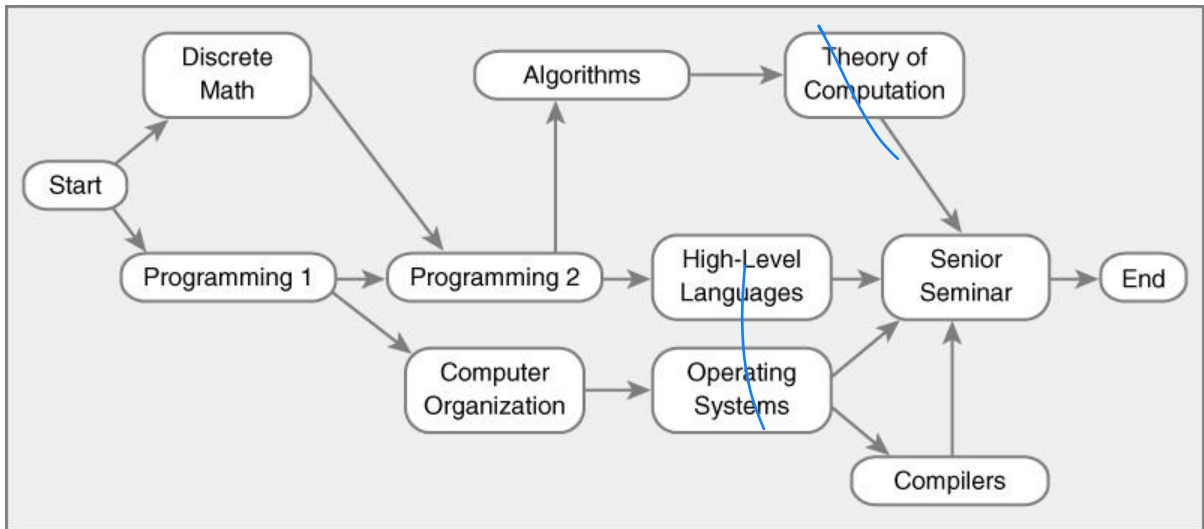 Discrete
Math
Algorithms
Theory of
Computation
Start
Programming 1
Programming 2
High-Level
Languages
Senior
Seminar
End
Computer
Organization
Operating
Systems
Compilers